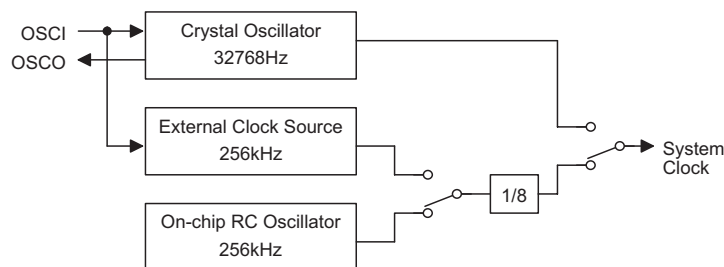 OSCI
OSCO
Crystal Oscillator
32768Hz
External Clock Source
256kHz
On-chip RC Oscillator
256kHz
1/8
System
Clock